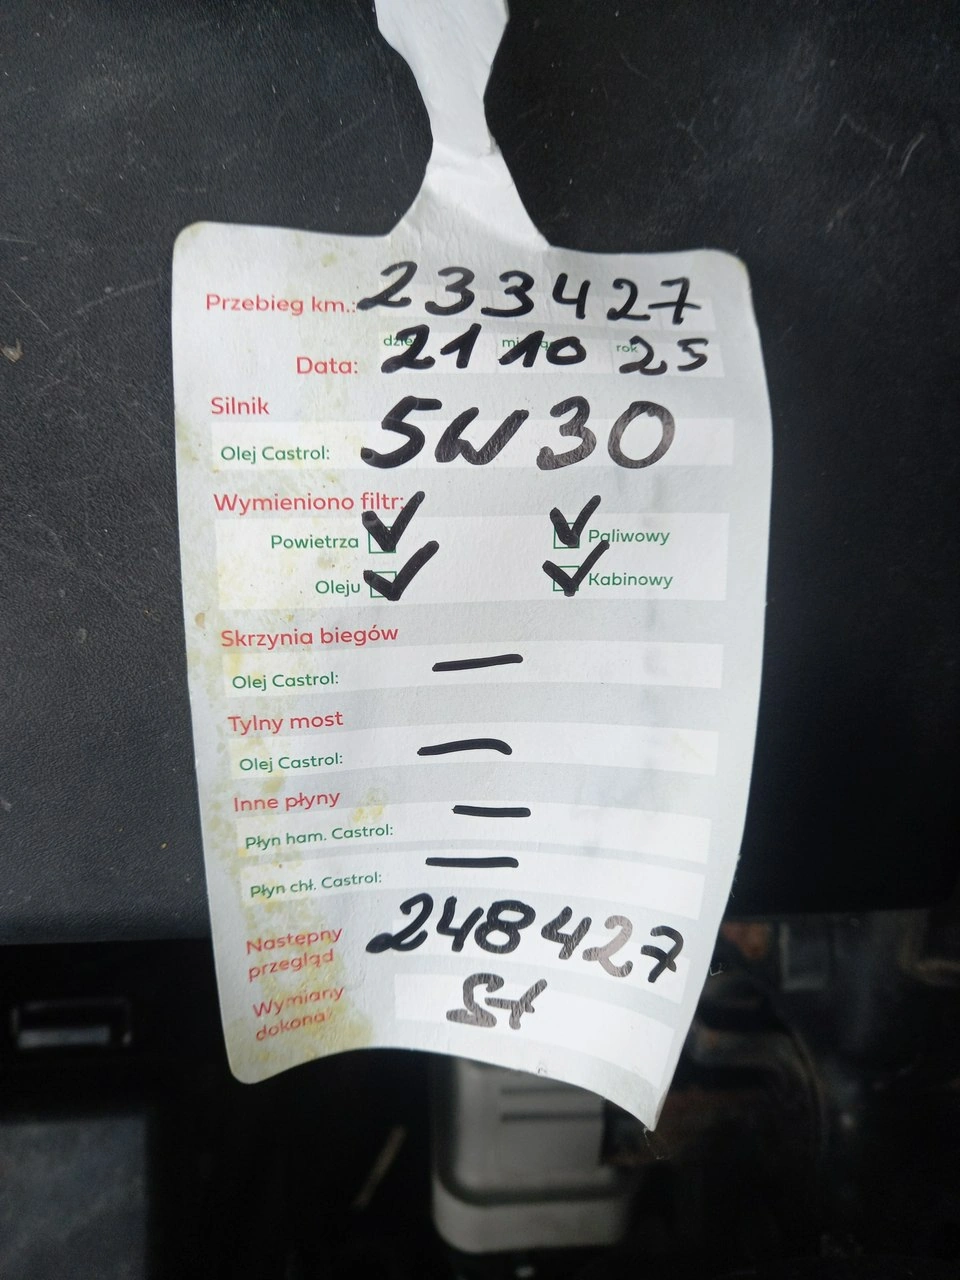 Przebieg km.: 233427
dzień miesiąc rok
Data: 21 10 25
Silnik
Olej Castrol: 5W30
Wymieniono filtr:
Powietrza ✓ ✓ Paliwowy
Oleju ✓ ✓ Kabinowy
Skrzynia biegów
Olej Castrol: —
Tylny most
Olej Castrol: —
Inne płyny
Płyn ham. Castrol: —
Płyn chł. Castrol: —
Następny przegląd 248427
Wymiany dokonał: